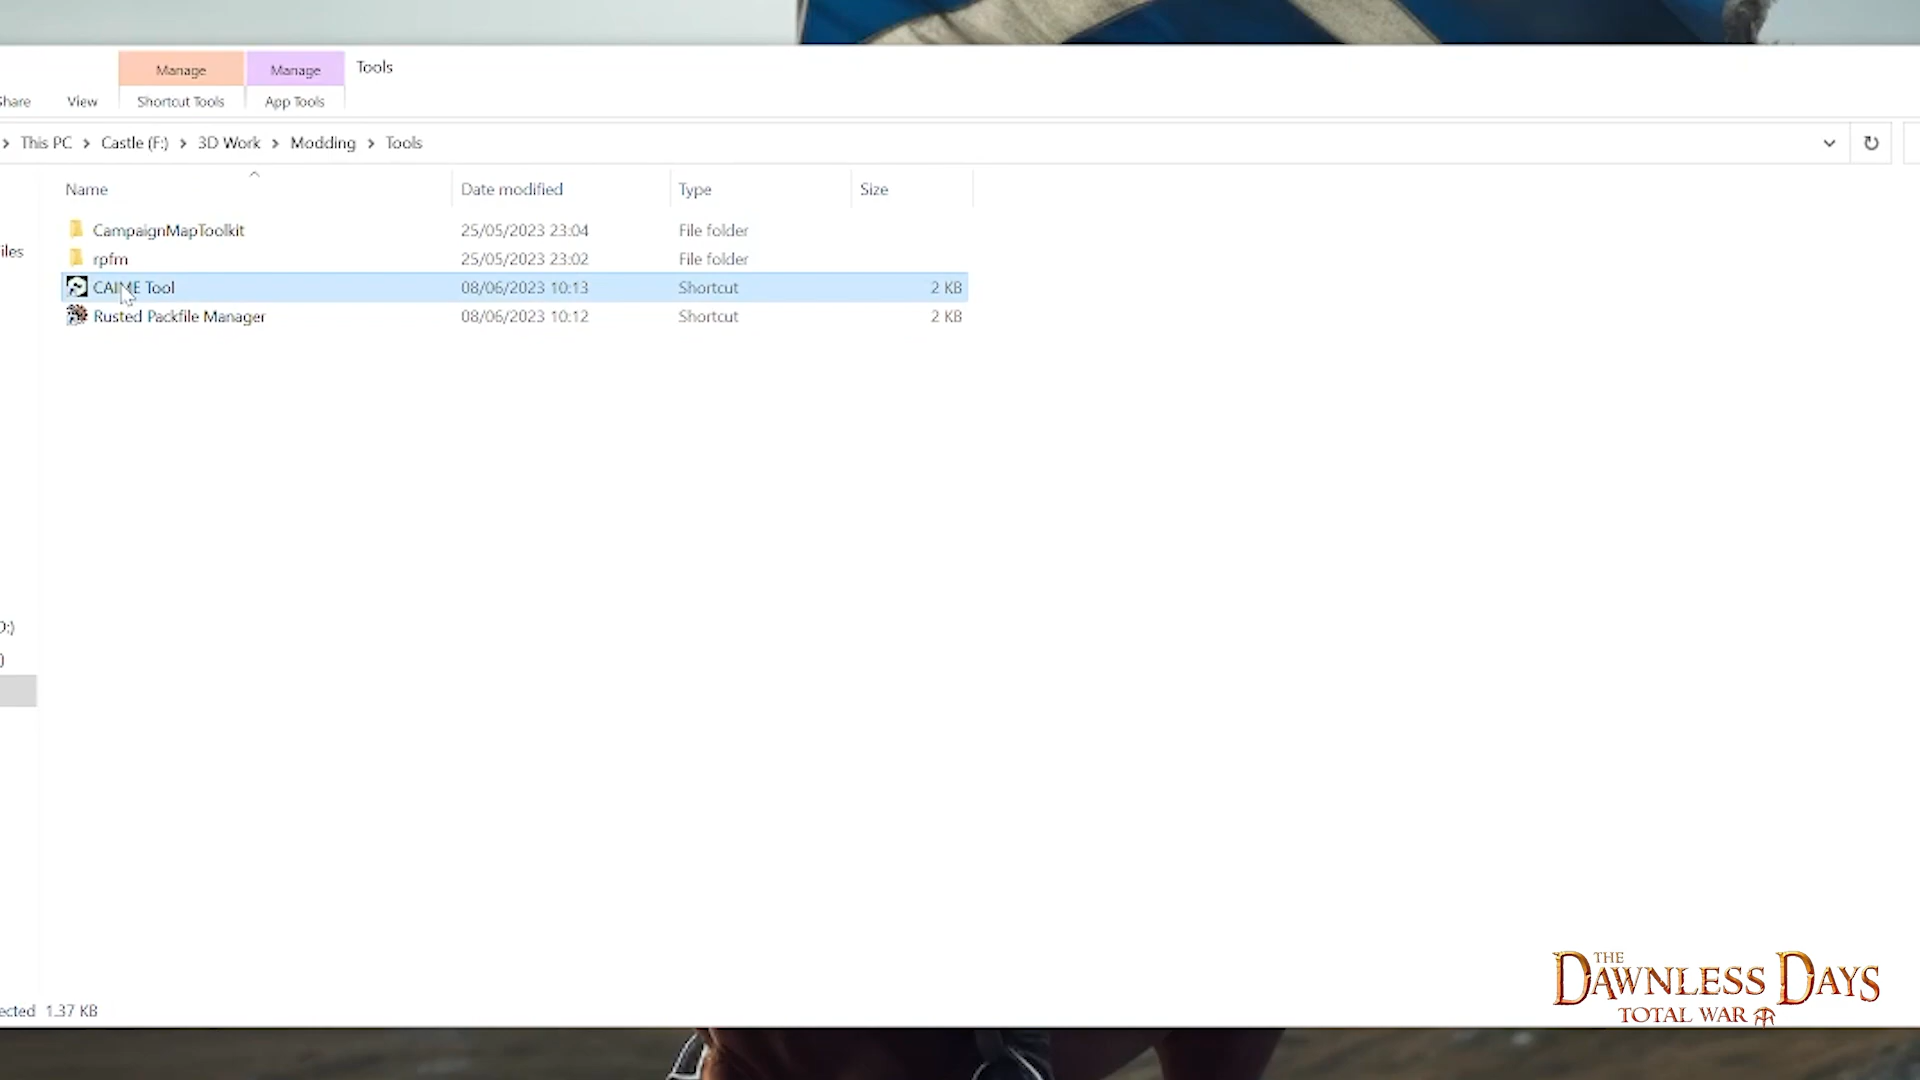 Manage
Manage
Tools
Share
View
Shortcut Tools
App Tools
This PC > Castle (F:) > 3D Work > Modding > Tools
Name
Date modified
Type
Size
CampaignMapToolkit
25/05/2023 23:04
File folder
iles
rpfm
25/05/2023 23:02
File folder
CAIME Tool
08/06/2023 10:13
Shortcut
2 KB
Rusted Packfile Manager
08/06/2023 10:12
Shortcut
2 KB
D:)
)
ected 1.37 KB
THE
DAWNLESS DAYS
TOTAL WAR